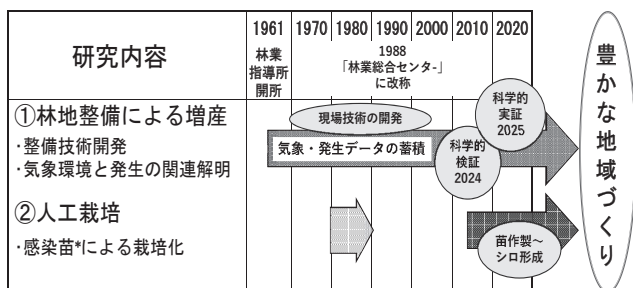 研究内容
1961 1970 1980 1990 2000 2010 2020
林業
指導所
開所
1988
「林業総合センター」
に改称
①林地整備による増産
・整備技術開発
・気象環境と発生の関連解明
現場技術の開発
気象・発生データの蓄積
科学的
検証
2024
科学的
実証
2025
②人工栽培
・感染苗*による栽培化
苗作製～
シロ形成
豊かな地域づくり